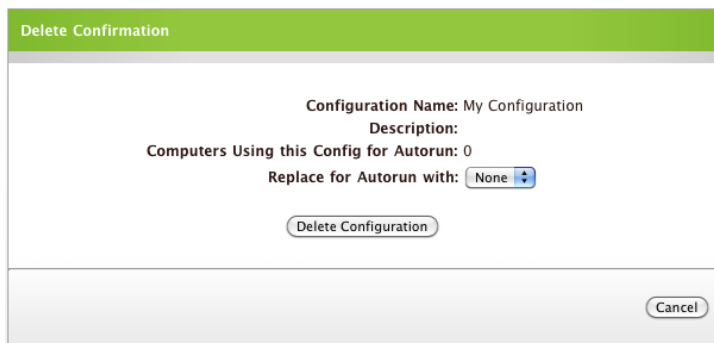 Delete Confirmation
Configuration Name: My Configuration
Description:
Computers Using this Config for Autorun: 0
Replace for Autorun with: None
Delete Configuration
Cancel